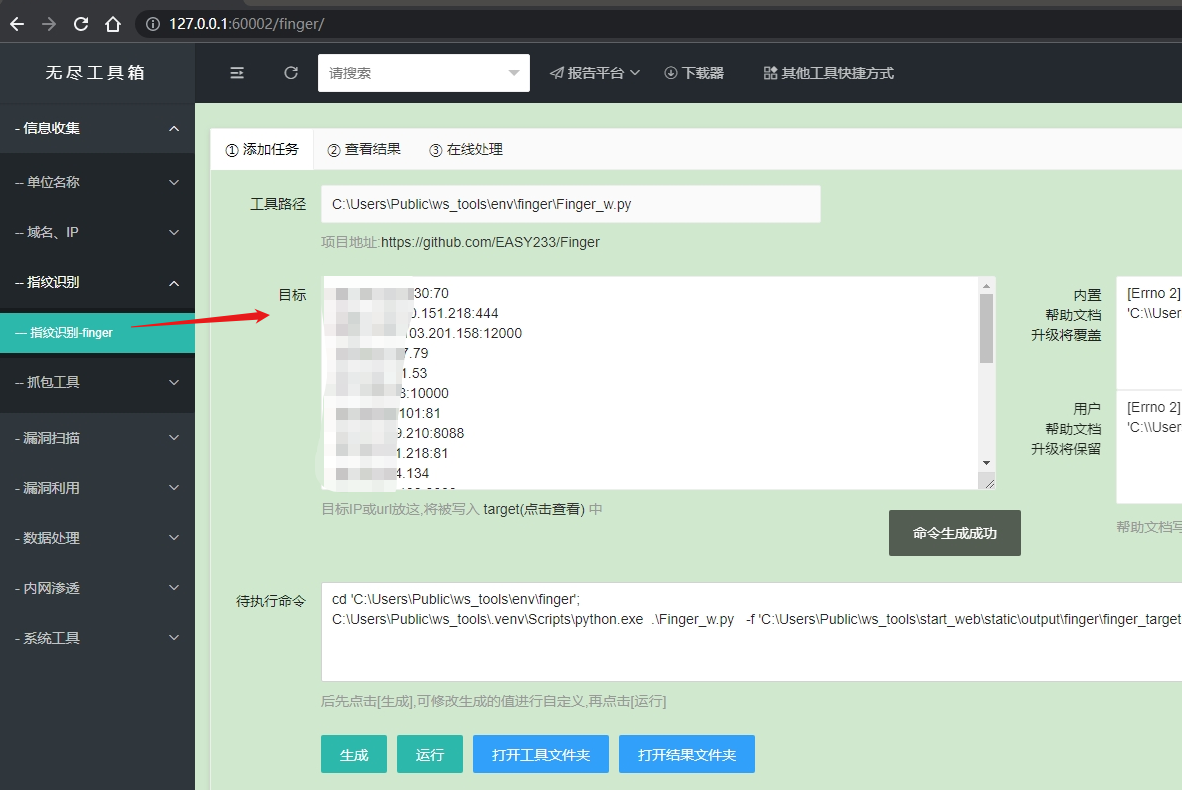 127.0.0.1:60002/finger/
无尽工具箱
请搜索
报告平台
下载器
其他工具快捷方式
- 信息收集
-- 单位名称
-- 域名、IP
-- 指纹识别
--- 指纹识别-finger
-- 抓包工具
- 漏洞扫描
- 漏洞利用
- 数据处理
- 内网渗透
- 系统工具
① 添加任务
② 查看结果
③ 在线处理
工具路径
C:\Users\Public\ws_tools\env\finger\Finger_w.py
项目地址:https://github.com/EASY233/Finger
目标
30:70
0.151.218:444
103.201.158:12000
7.79
1.53
3:10000
101:81
9.210:8088
1.218:81
4.134
目标IP或url放这,将被写入 target(点击查看) 中
内置
帮助文档
升级将覆盖
[Errno 2]
'C:\\User
用户
帮助文档
升级将保留
[Errno 2]
'C:\\User
帮助文档写
命令生成成功
待执行命令
cd 'C:\Users\Public\ws_tools\env\finger';
C:\Users\Public\ws_tools\.venv\Scripts\python.exe .\Finger_w.py -f 'C:\Users\Public\ws_tools\start_web\static\output\finger\finger_target
后先点击[生成],可修改生成的值进行自定义,再点击[运行]
生成
运行
打开工具文件夹
打开结果文件夹